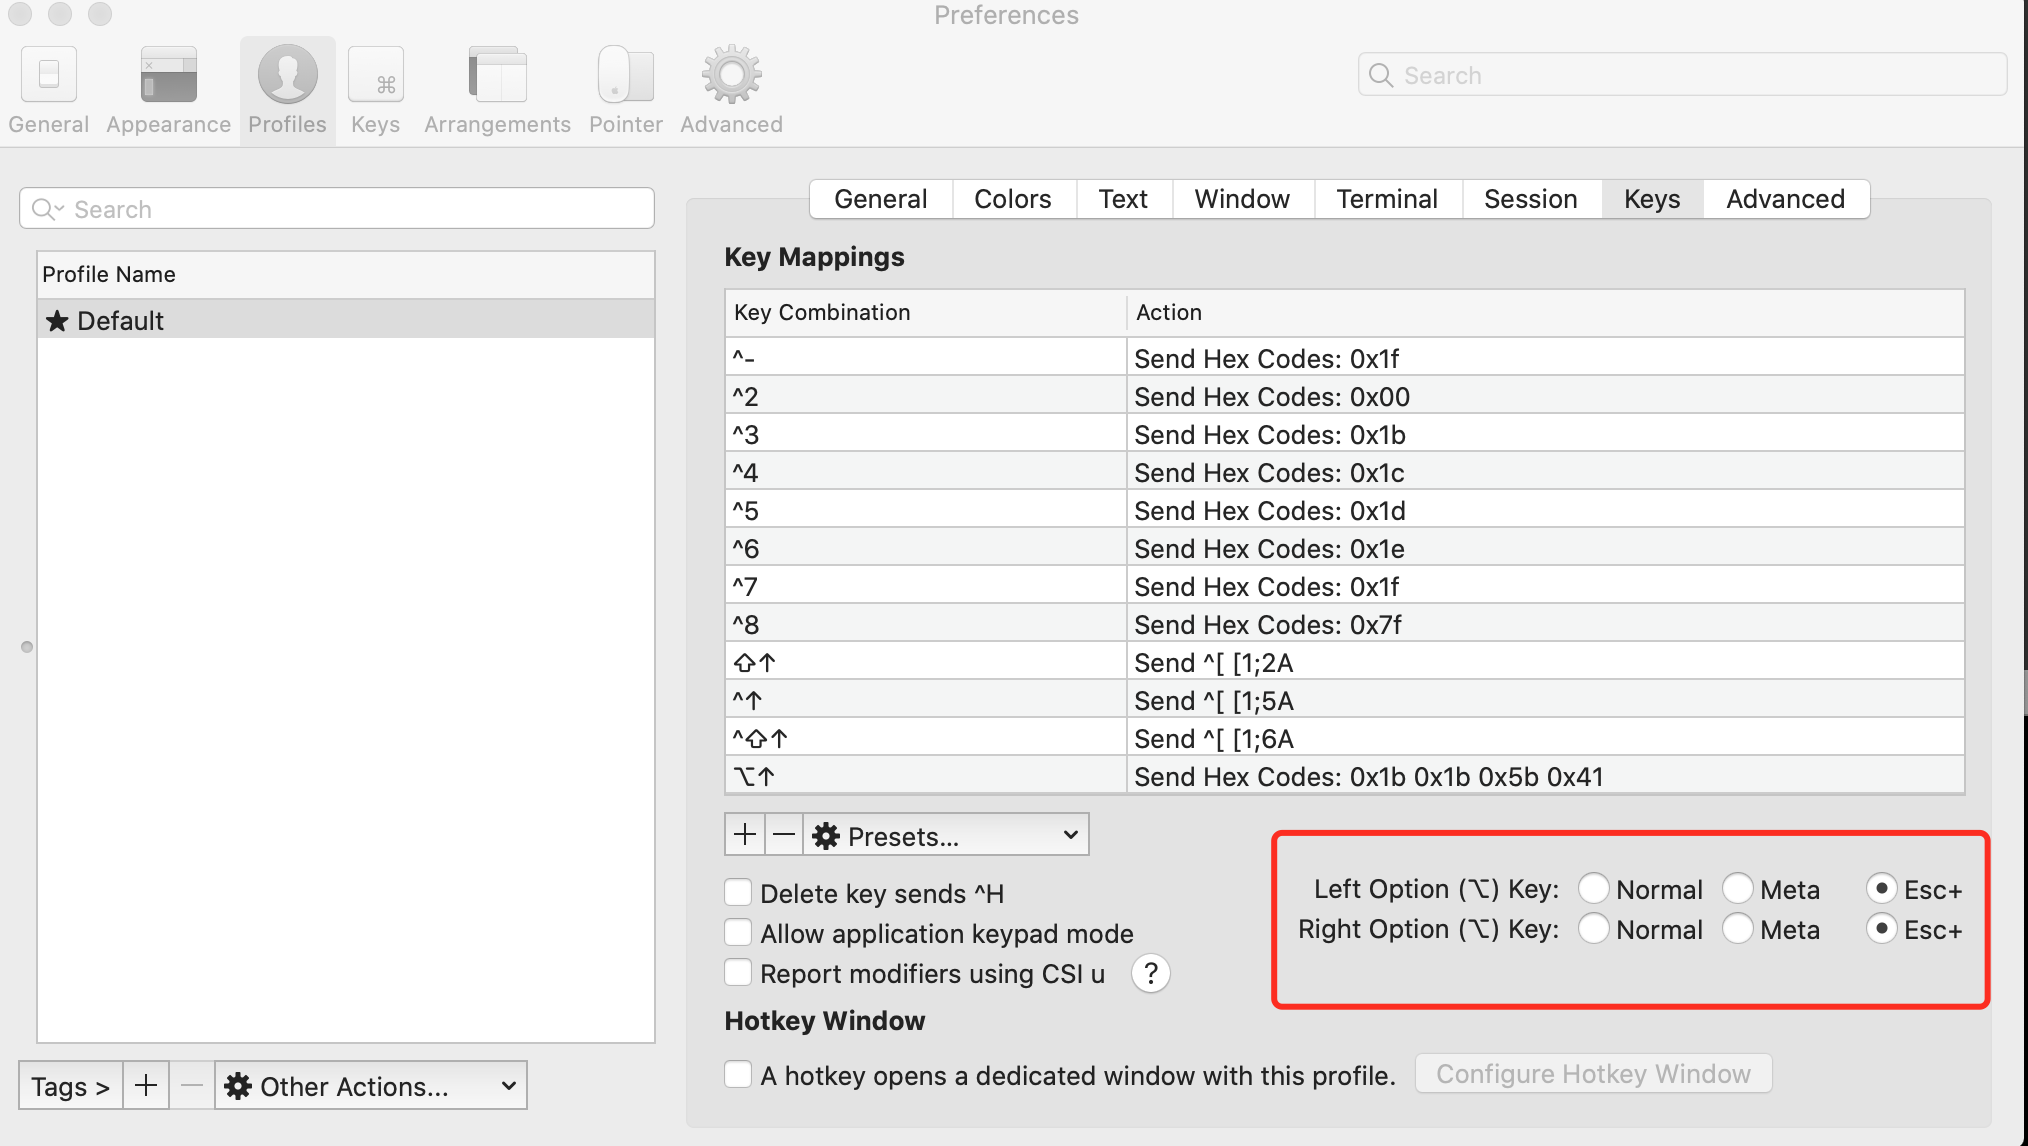 Preferences
General Appearance Profiles Keys Arrangements Pointer Advanced
Search
Search
Profile Name
★ Default
Tags > + — Other Actions...
General Colors Text Window Terminal Session Keys Advanced
Key Mappings
Key Combination Action
^- Send Hex Codes: 0x1f
^2 Send Hex Codes: 0x00
^3 Send Hex Codes: 0x1b
^4 Send Hex Codes: 0x1c
^5 Send Hex Codes: 0x1d
^6 Send Hex Codes: 0x1e
^7 Send Hex Codes: 0x1f
^8 Send Hex Codes: 0x7f
⇧↑ Send ^[ [1;2A
^↑ Send ^[ [1;5A
^⇧↑ Send ^[ [1;6A
⌥↑ Send Hex Codes: 0x1b 0x1b 0x5b 0x41
+ — Presets...
Delete key sends ^H
Allow application keypad mode
Report modifiers using CSI u ?
Left Option (⌥) Key: Normal Meta Esc+
Right Option (⌥) Key: Normal Meta Esc+
Hotkey Window
A hotkey opens a dedicated window with this profile. Configure Hotkey Window